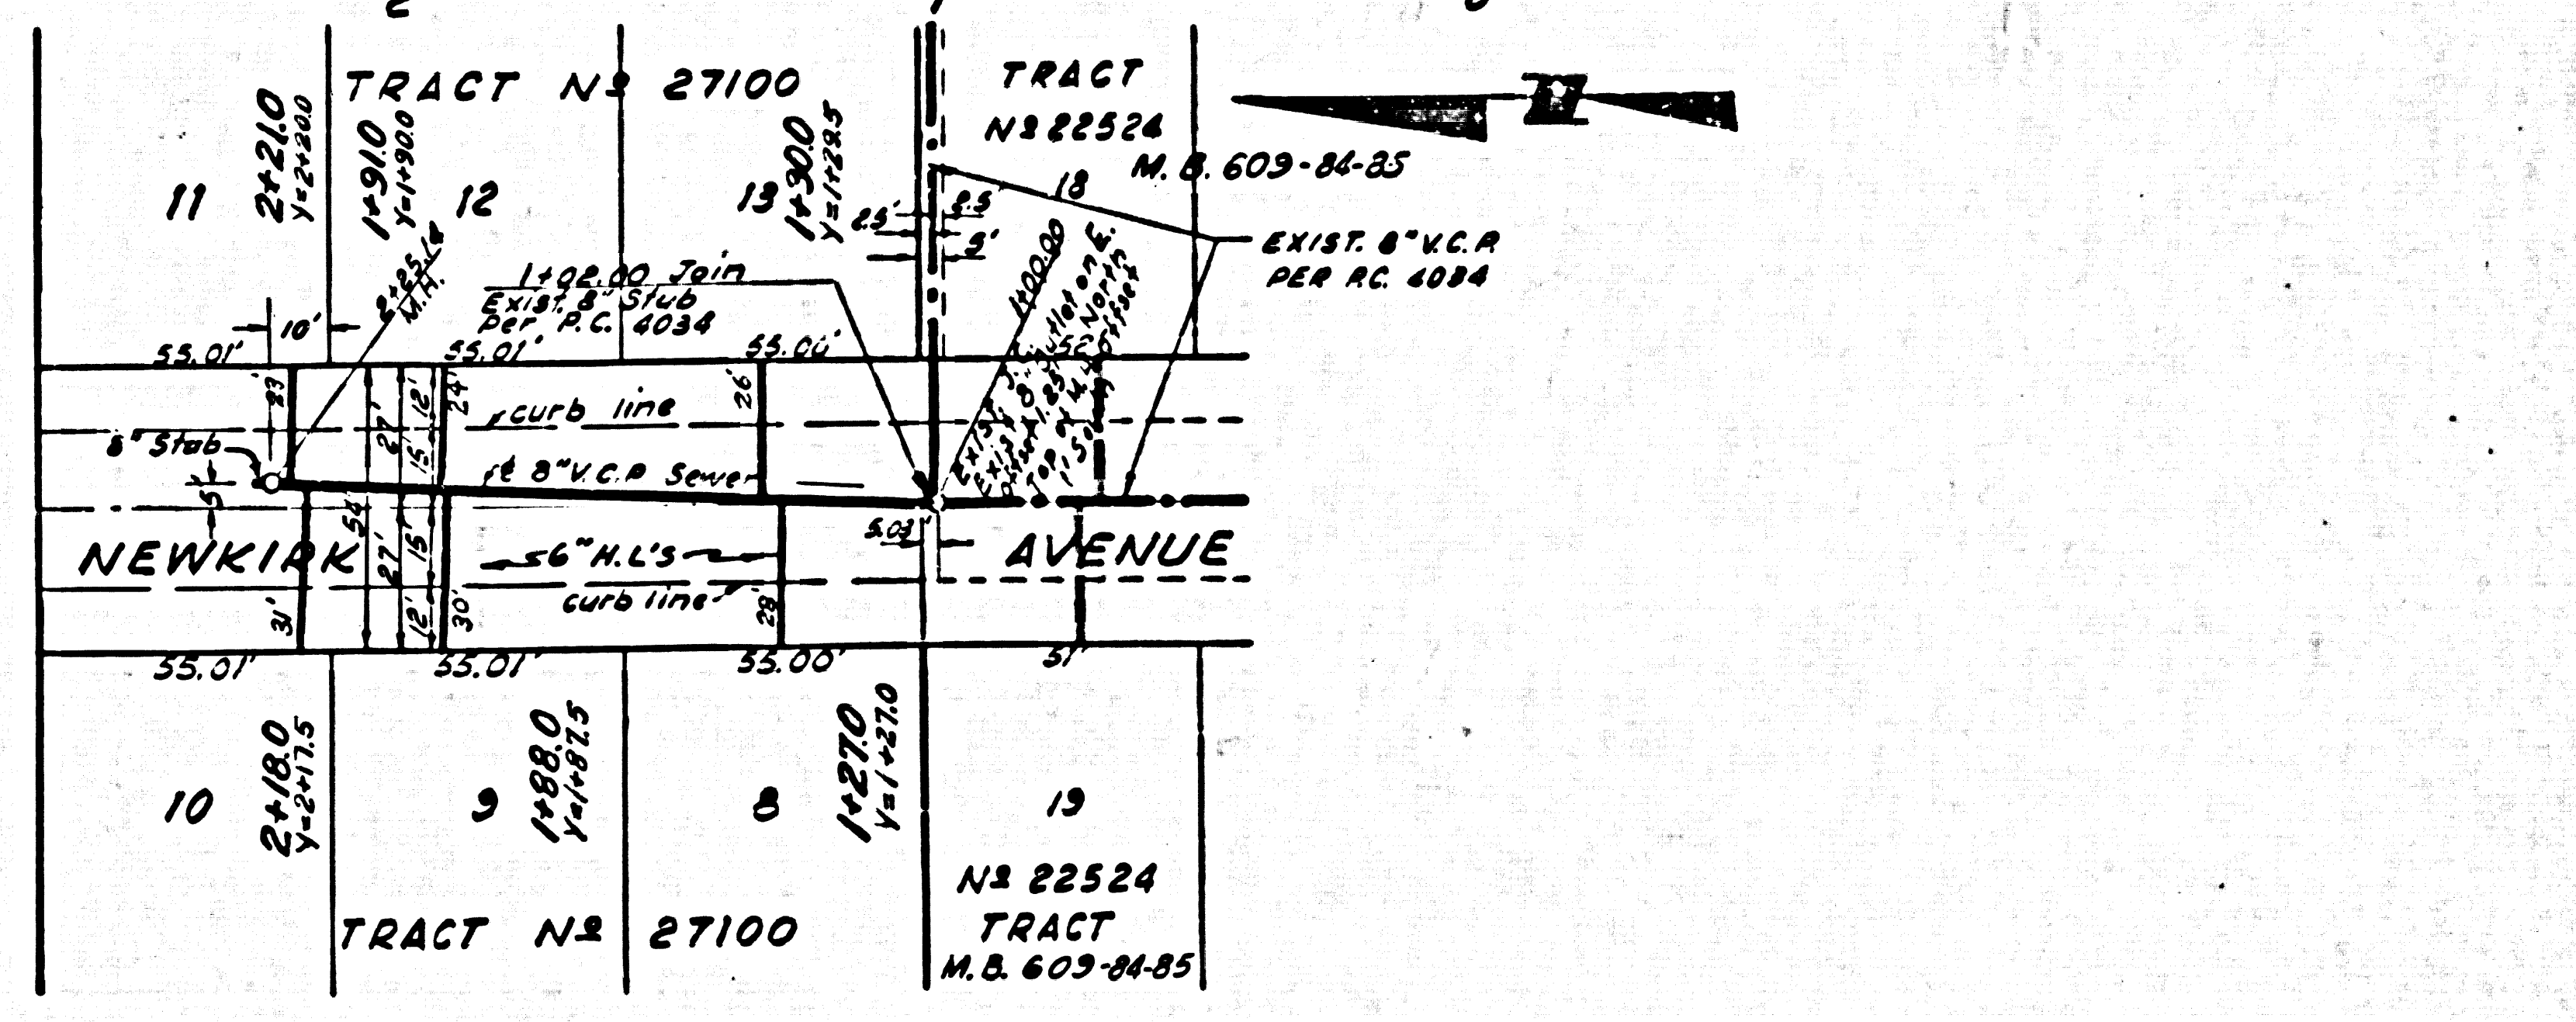 TRACT Nº 27100
TRACT
Nº 22524
M. B. 609-84-85
11
2+21.0
Y=2+20.0
1+91.0
Y=1+90.0
12
13
1+30.0
Y=1+28.5
18
2.5'
2.5'
5'
EXIST. 8" V.C.P.
PER P.C. 4034
M.H.
1+02.00 Join
Exist. 8" Stub
per P.C. 4034
1+00.00
10'
55.01'
55.01'
55.00'
52'
23'
24'
26'
27'
12'
15'
curb line
8" Stub
℄ 8" V.C.P. Sewer
5'
54'
5.03'
NEWKIRK
AVENUE
27'
15'
12'
6" H.L'S
curb line
31'
30'
28'
55.01'
55.01'
55.00'
51'
2+18.0
Y=2+17.5
1+88.0
Y=1+87.5
1+27.0
Y=1+27.0
10
9
8
19
Nº 22524
TRACT Nº 27100
TRACT
M.B. 609-84-85